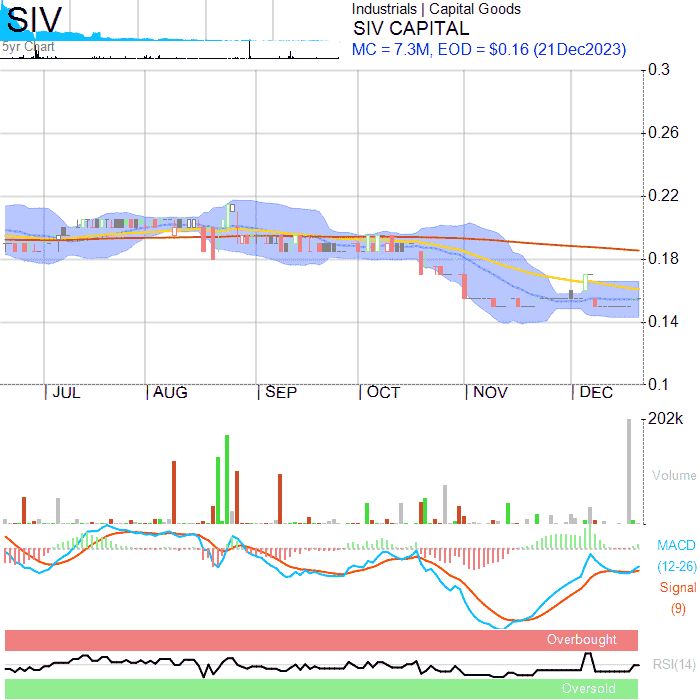 SIV
5yr Chart
Industrials | Capital Goods
SIV CAPITAL
MC = 7.3M, EOD = $0.16 (21Dec2023)
0.3
0.26
0.22
0.18
0.14
0.1
JUL AUG SEP OCT NOV DEC
202k
Volume
MACD
(12-26)
Signal
(9)
Overbought
RSI(14)
Oversold